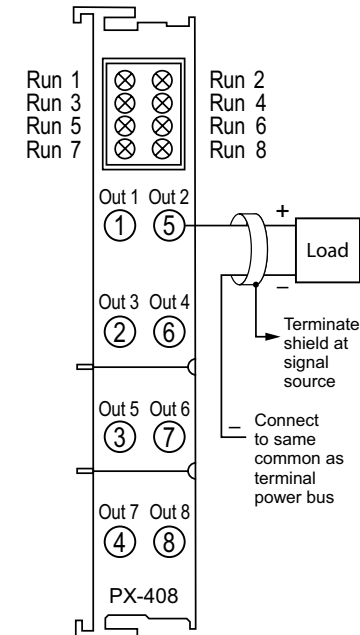 Run 1 Run 2
Run 3 Run 4
Run 5 Run 6
Run 7 Run 8
Out 1 Out 2
1 5
+
Load
–
Out 3 Out 4
2 6
Terminate
shield at
signal
source
Out 5 Out 6
3 7
– Connect
to same
common as
terminal
power bus
Out 7 Out 8
4 8
PX-408